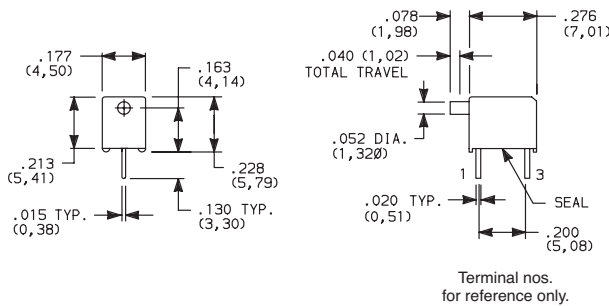 .177
(4,50)
.163
(4,14)
.213
(5,41)
.228
(5,79)
.015 TYP.
(0,38)
.130 TYP.
(3,30)
.078
(1,98)
.276
(7,01)
.040 (1,02)
TOTAL TRAVEL
.052 DIA.
(1,32Ø)
1
3
.020 TYP.
(0,51)
SEAL
.200
(5,08)
Terminal nos.
for reference only.